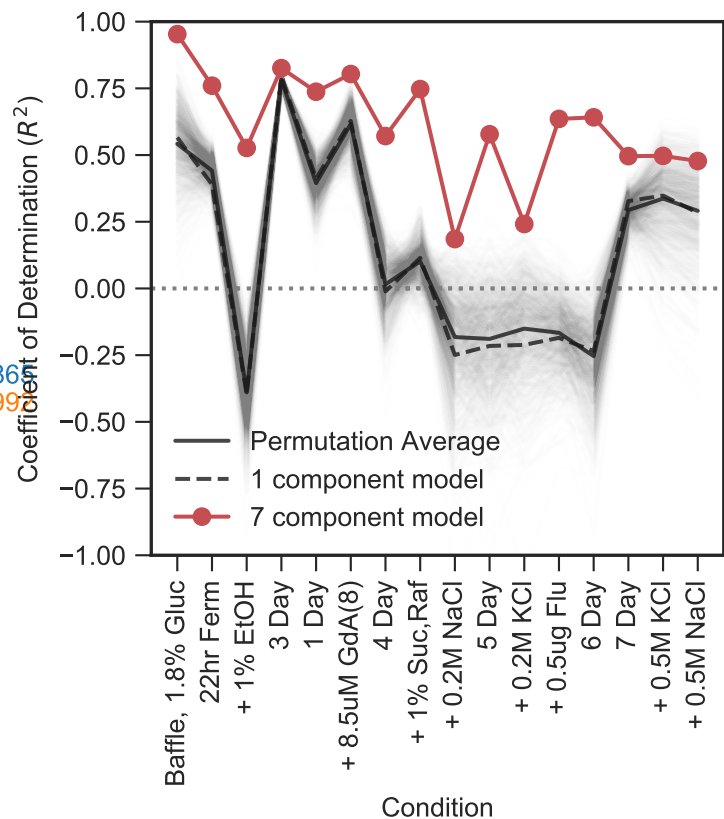 1.00
0.75
0.50
0.25
0.00
−0.25
−0.50
−0.75
−1.00
Coefficient of Determination (R²)
Permutation Average
1 component model
7 component model
Baffle, 1.8% Gluc
22hr Ferm
+ 1% EtOH
3 Day
1 Day
+ 8.5uM GdA(8)
4 Day
+ 1% Suc,Raf
+ 0.2M NaCl
5 Day
+ 0.2M KCl
+ 0.5ug Flu
6 Day
7 Day
+ 0.5M KCl
+ 0.5M NaCl
Condition